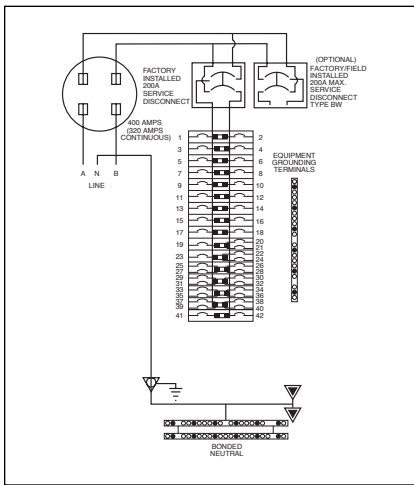 FACTORY
INSTALLED
200A
SERVICE
DISCONNECT
(OPTIONAL)
FACTORY/FIELD
INSTALLED
200A MAX.
SERVICE
DISCONNECT
TYPE BW
400 AMPS
(320 AMPS
CONTINUOUS)
A N B
LINE
EQUIPMENT
GROUNDING
TERMINALS
1 2
3 4
5 6
7 8
9 10
11 12
13 14
15 16
17 18
19 20
21
22
23 24
25 26
27 28
29 30
31 32
33 34
35 36
37 38
39 40
41 42
BONDED
NEUTRAL